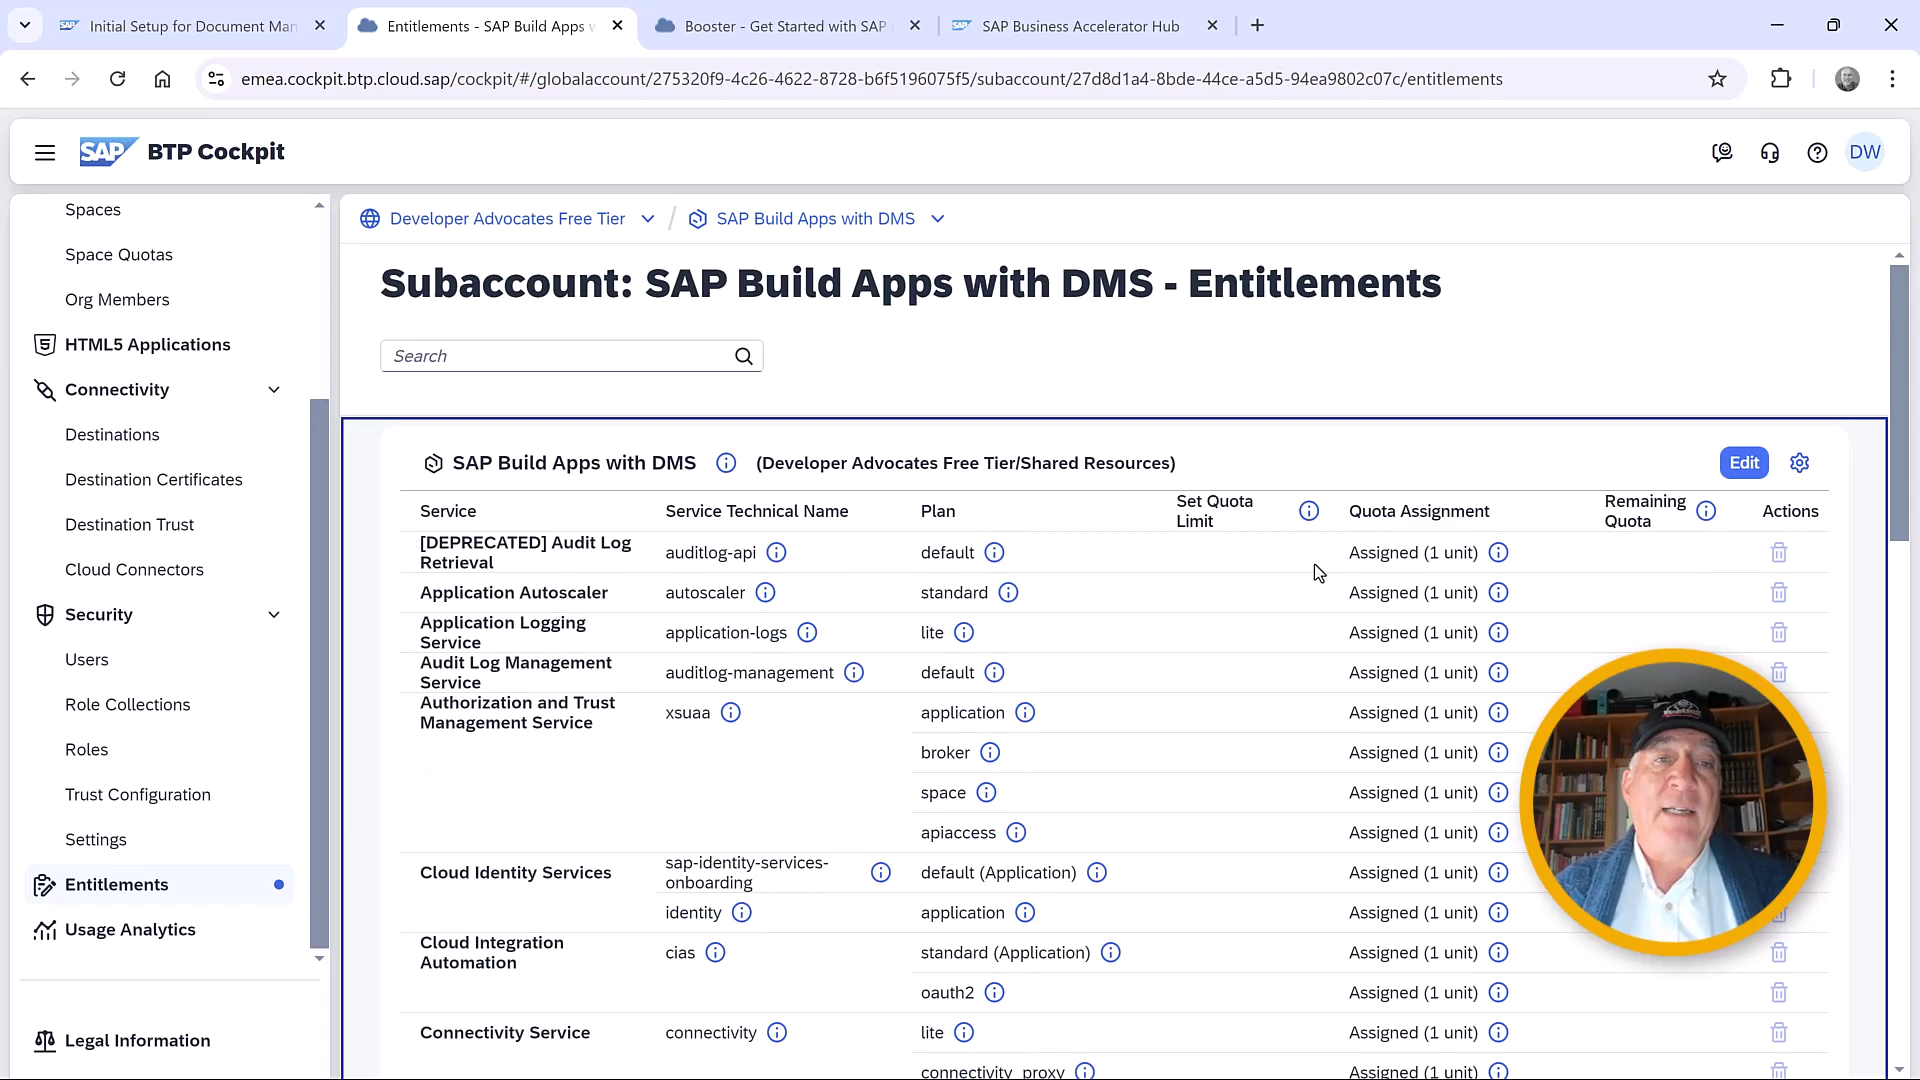 Initial Setup for Document Man
Entitlements - SAP Build Apps w
Booster - Get Started with SAP
SAP Business Accelerator Hub
emea.cockpit.btp.cloud.sap/cockpit/#/globalaccount/275320f9-4c26-4622-8728-b6f5196075f5/subaccount/27d8d1a4-8bde-44ce-a5d5-94ea9802c07c/entitlements
SAP BTP Cockpit
DW
Spaces
Space Quotas
Org Members
HTML5 Applications
Connectivity
Destinations
Destination Certificates
Destination Trust
Cloud Connectors
Security
Users
Role Collections
Roles
Trust Configuration
Settings
Entitlements
Usage Analytics
Legal Information
Developer Advocates Free Tier / SAP Build Apps with DMS
Subaccount: SAP Build Apps with DMS - Entitlements
Search
SAP Build Apps with DMS (Developer Advocates Free Tier/Shared Resources) Edit
Service Service Technical Name Plan Set Quota Limit Quota Assignment Remaining Quota Actions
[DEPRECATED] Audit Log Retrieval auditlog-api default Assigned (1 unit)
Application Autoscaler autoscaler standard Assigned (1 unit)
Application Logging Service application-logs lite Assigned (1 unit)
Audit Log Management Service auditlog-management default Assigned (1 unit)
Authorization and Trust Management Service xsuaa application Assigned (1 unit)
broker Assigned (1 unit)
space Assigned (1 unit)
apiaccess Assigned (1 unit)
Cloud Identity Services sap-identity-services-onboarding default (Application) Assigned (1 unit)
identity application Assigned (1 unit)
Cloud Integration Automation cias standard (Application) Assigned (1 unit)
oauth2 Assigned (1 unit)
Connectivity Service connectivity lite Assigned (1 unit)
connectivity_proxy Assigned (1 unit)